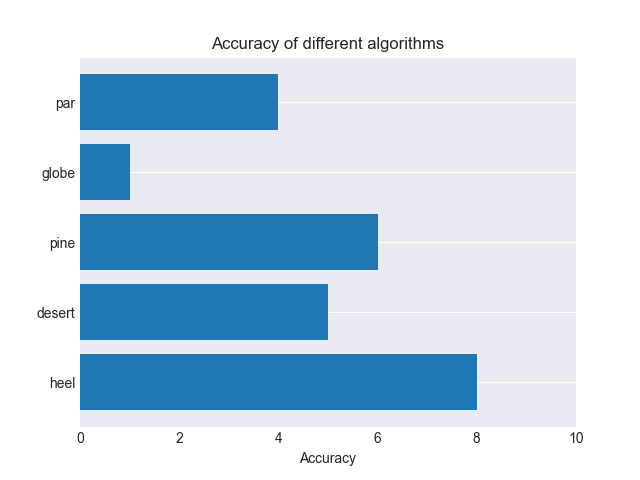 Accuracy of different algorithms
par
globe
pine
desert
heel
0 2 4 6 8 10
Accuracy